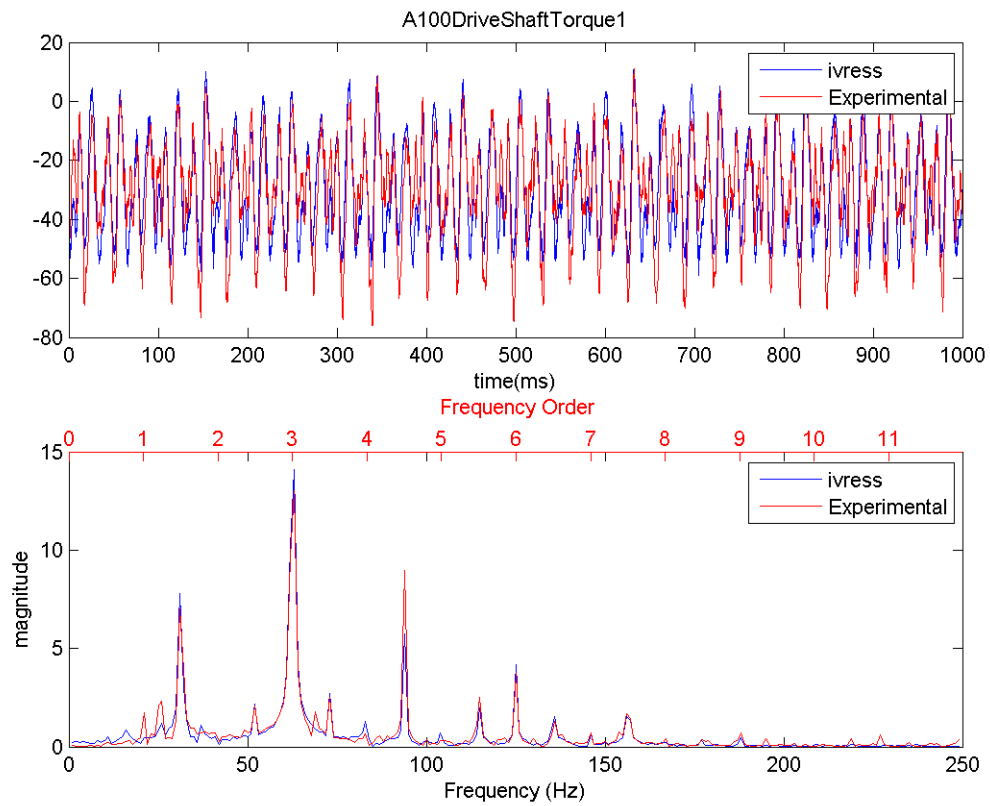 A100DriveShaftTorque1
20
0
-20
-40
-60
-80
ivress
Experimental
0 100 200 300 400 500 600 700 800 900 1000
time(ms)
Frequency Order
0 1 2 3 4 5 6 7 8 9 10 11
15
10
5
0
magnitude
ivress
Experimental
0 50 100 150 200 250
Frequency (Hz)